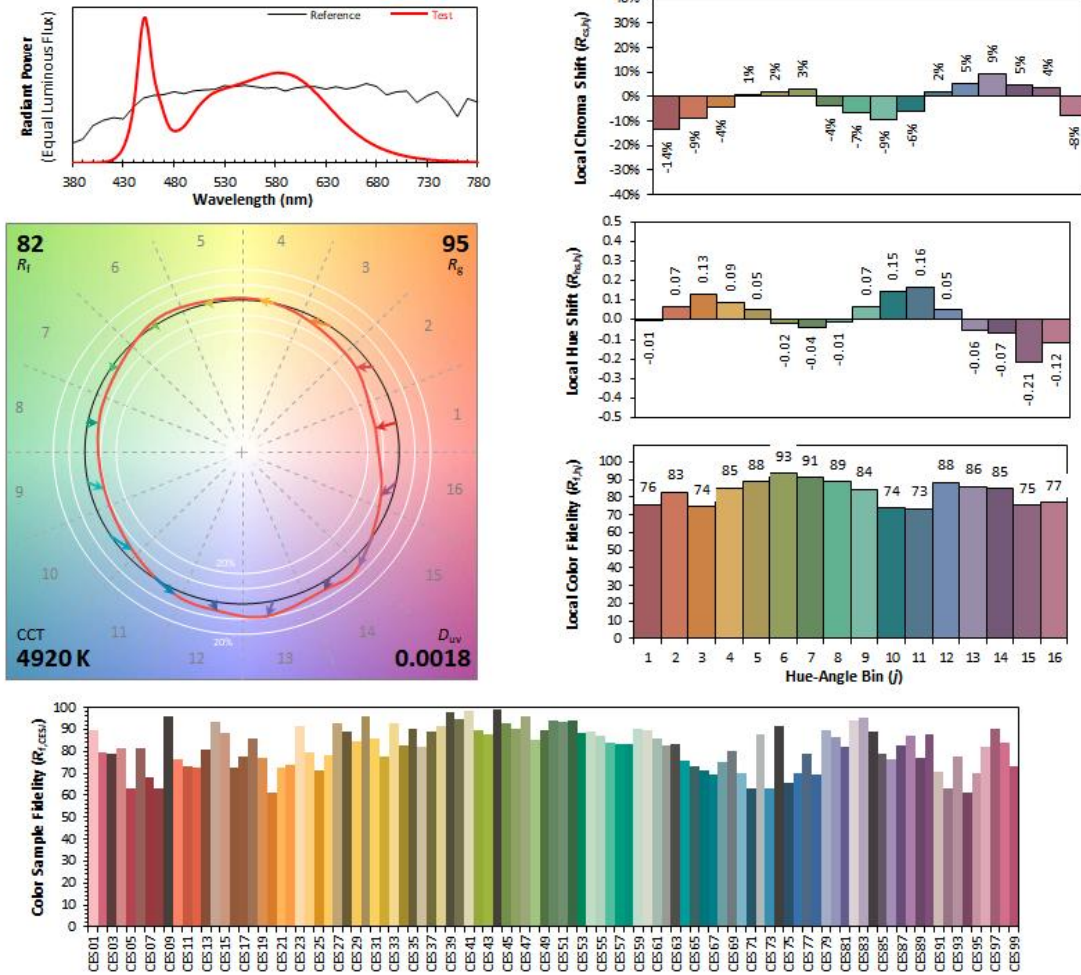 Reference
Test
Radiant Power
(Equal Luminous Flux)
380 430 480 530 580 630 680 730 780
Wavelength (nm)
40%
30%
20%
10%
0%
-10%
-20%
-30%
-40%
Local Chroma Shift (Rcs,hj)
-14% -9% -4% 1% 2% 3% -4% -7% -9% -6% 2% 5% 9% 5% 4% -8%
82
Rf
95
Rg
5 4
6 3
7 2
8 1
9 16
10 15
11 14
12 13
20%
20%
CCT
4920 K
Duv
0.0018
0.5
0.4
0.3
0.2
0.1
0.0
-0.1
-0.2
-0.3
-0.4
-0.5
Local Hue Shift (Rhs,hj)
-0.01 0.07 0.13 0.09 0.05 -0.02 -0.04 -0.01 0.07 0.15 0.16 0.05 -0.06 -0.07 -0.21 -0.12
100
90
80
70
60
50
40
30
20
10
0
Local Color Fidelity (Rf,hj)
76 83 74 85 88 93 91 89 84 74 73 88 86 85 75 77
1 2 3 4 5 6 7 8 9 10 11 12 13 14 15 16
Hue-Angle Bin (j)
100
90
80
70
60
50
40
30
20
10
0
Color Sample Fidelity (Rf,CESi)
CES01 CES03 CES05 CES07 CES09 CES11 CES13 CES15 CES17 CES19 CES21 CES23 CES25 CES27 CES29 CES31 CES33 CES35 CES37 CES39 CES41 CES43 CES45 CES47 CES49 CES51 CES53 CES55 CES57 CES59 CES61 CES63 CES65 CES67 CES69 CES71 CES73 CES75 CES77 CES79 CES81 CES83 CES85 CES87 CES89 CES91 CES93 CES95 CES97 CES99